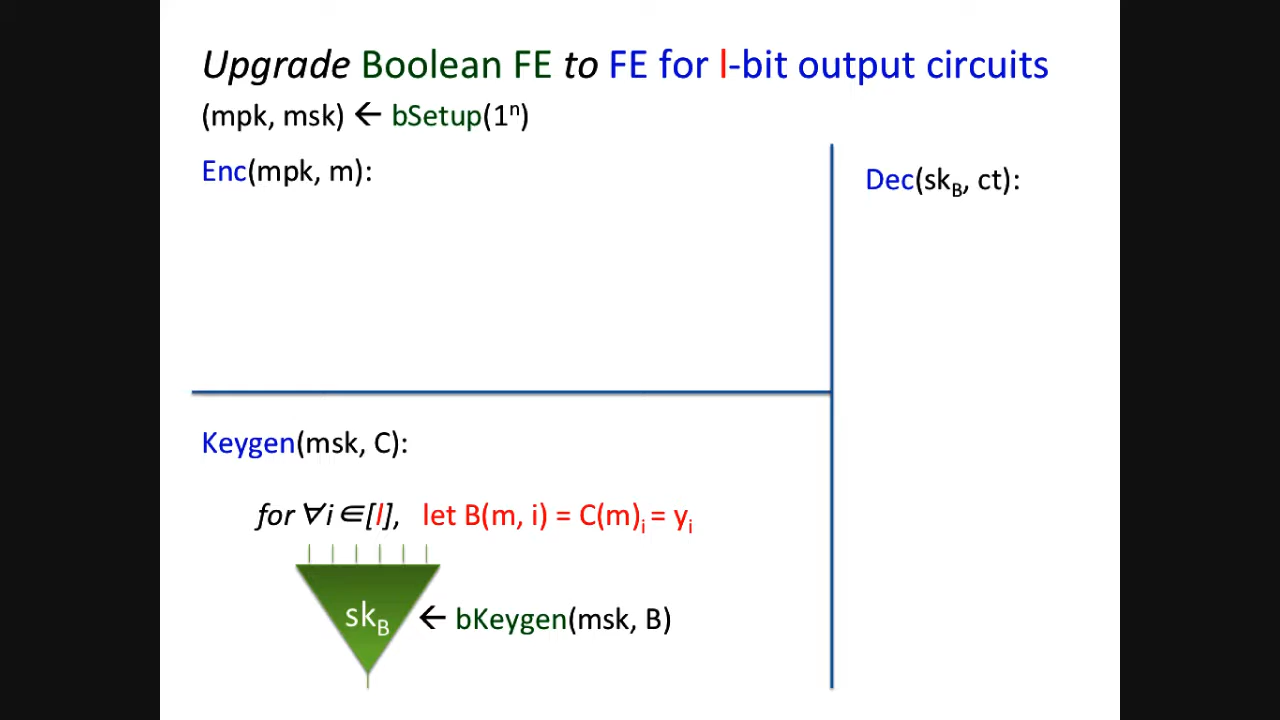 Upgrade Boolean FE to FE for l-bit output circuits
(mpk, msk) ← bSetup(1ⁿ)
Enc(mpk, m):
Dec(sk_B, ct):
Keygen(msk, C):
for ∀i∈[l], let B(m, i) = C(m)_i = y_i
sk_B ← bKeygen(msk, B)